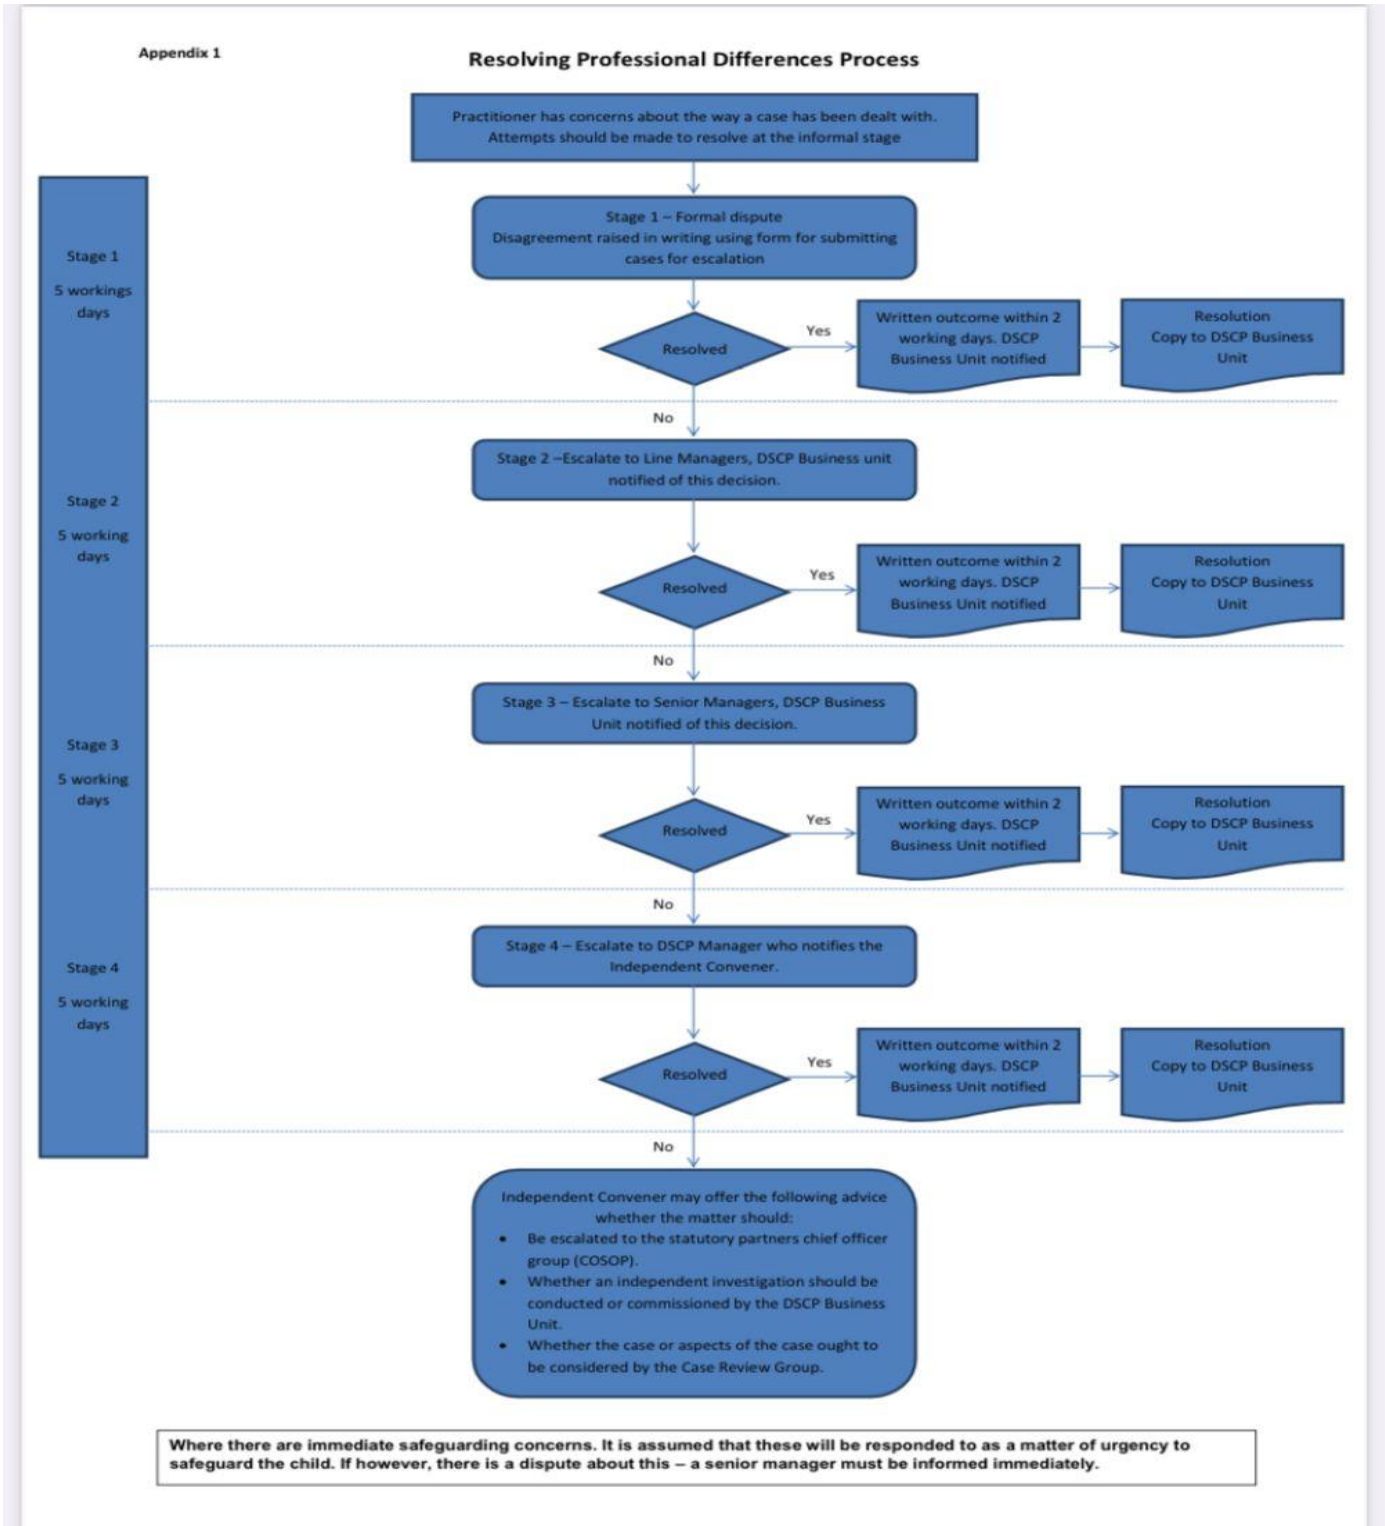 Appendix 1
Resolving Professional Differences Process
Practitioner has concerns about the way a case has been dealt with.
Attempts should be made to resolve at the informal stage
Stage 1
5 workings
days
Stage 1 – Formal dispute
Disagreement raised in writing using form for submitting
cases for escalation
Resolved
Yes
Written outcome within 2
working days. DSCP
Business Unit notified
Resolution
Copy to DSCP Business
Unit
No
Stage 2
5 working
days
Stage 2 –Escalate to Line Managers, DSCP Business unit
notified of this decision.
Resolved
Yes
Written outcome within 2
working days. DSCP
Business Unit notified
Resolution
Copy to DSCP Business
Unit
No
Stage 3
5 working
days
Stage 3 – Escalate to Senior Managers, DSCP Business
Unit notified of this decision.
Resolved
Yes
Written outcome within 2
working days. DSCP
Business Unit notified
Resolution
Copy to DSCP Business
Unit
No
Stage 4
5 working
days
Stage 4 – Escalate to DSCP Manager who notifies the
Independent Convener.
Resolved
Yes
Written outcome within 2
working days. DSCP
Business Unit notified
Resolution
Copy to DSCP Business
Unit
No
Independent Convener may offer the following advice
whether the matter should:
• Be escalated to the statutory partners chief officer
group (COSOP).
• Whether an independent investigation should be
conducted or commissioned by the DSCP Business
Unit.
• Whether the case or aspects of the case ought to
be considered by the Case Review Group.
Where there are immediate safeguarding concerns. It is assumed that these will be responded to as a matter of urgency to
safeguard the child. If however, there is a dispute about this – a senior manager must be informed immediately.